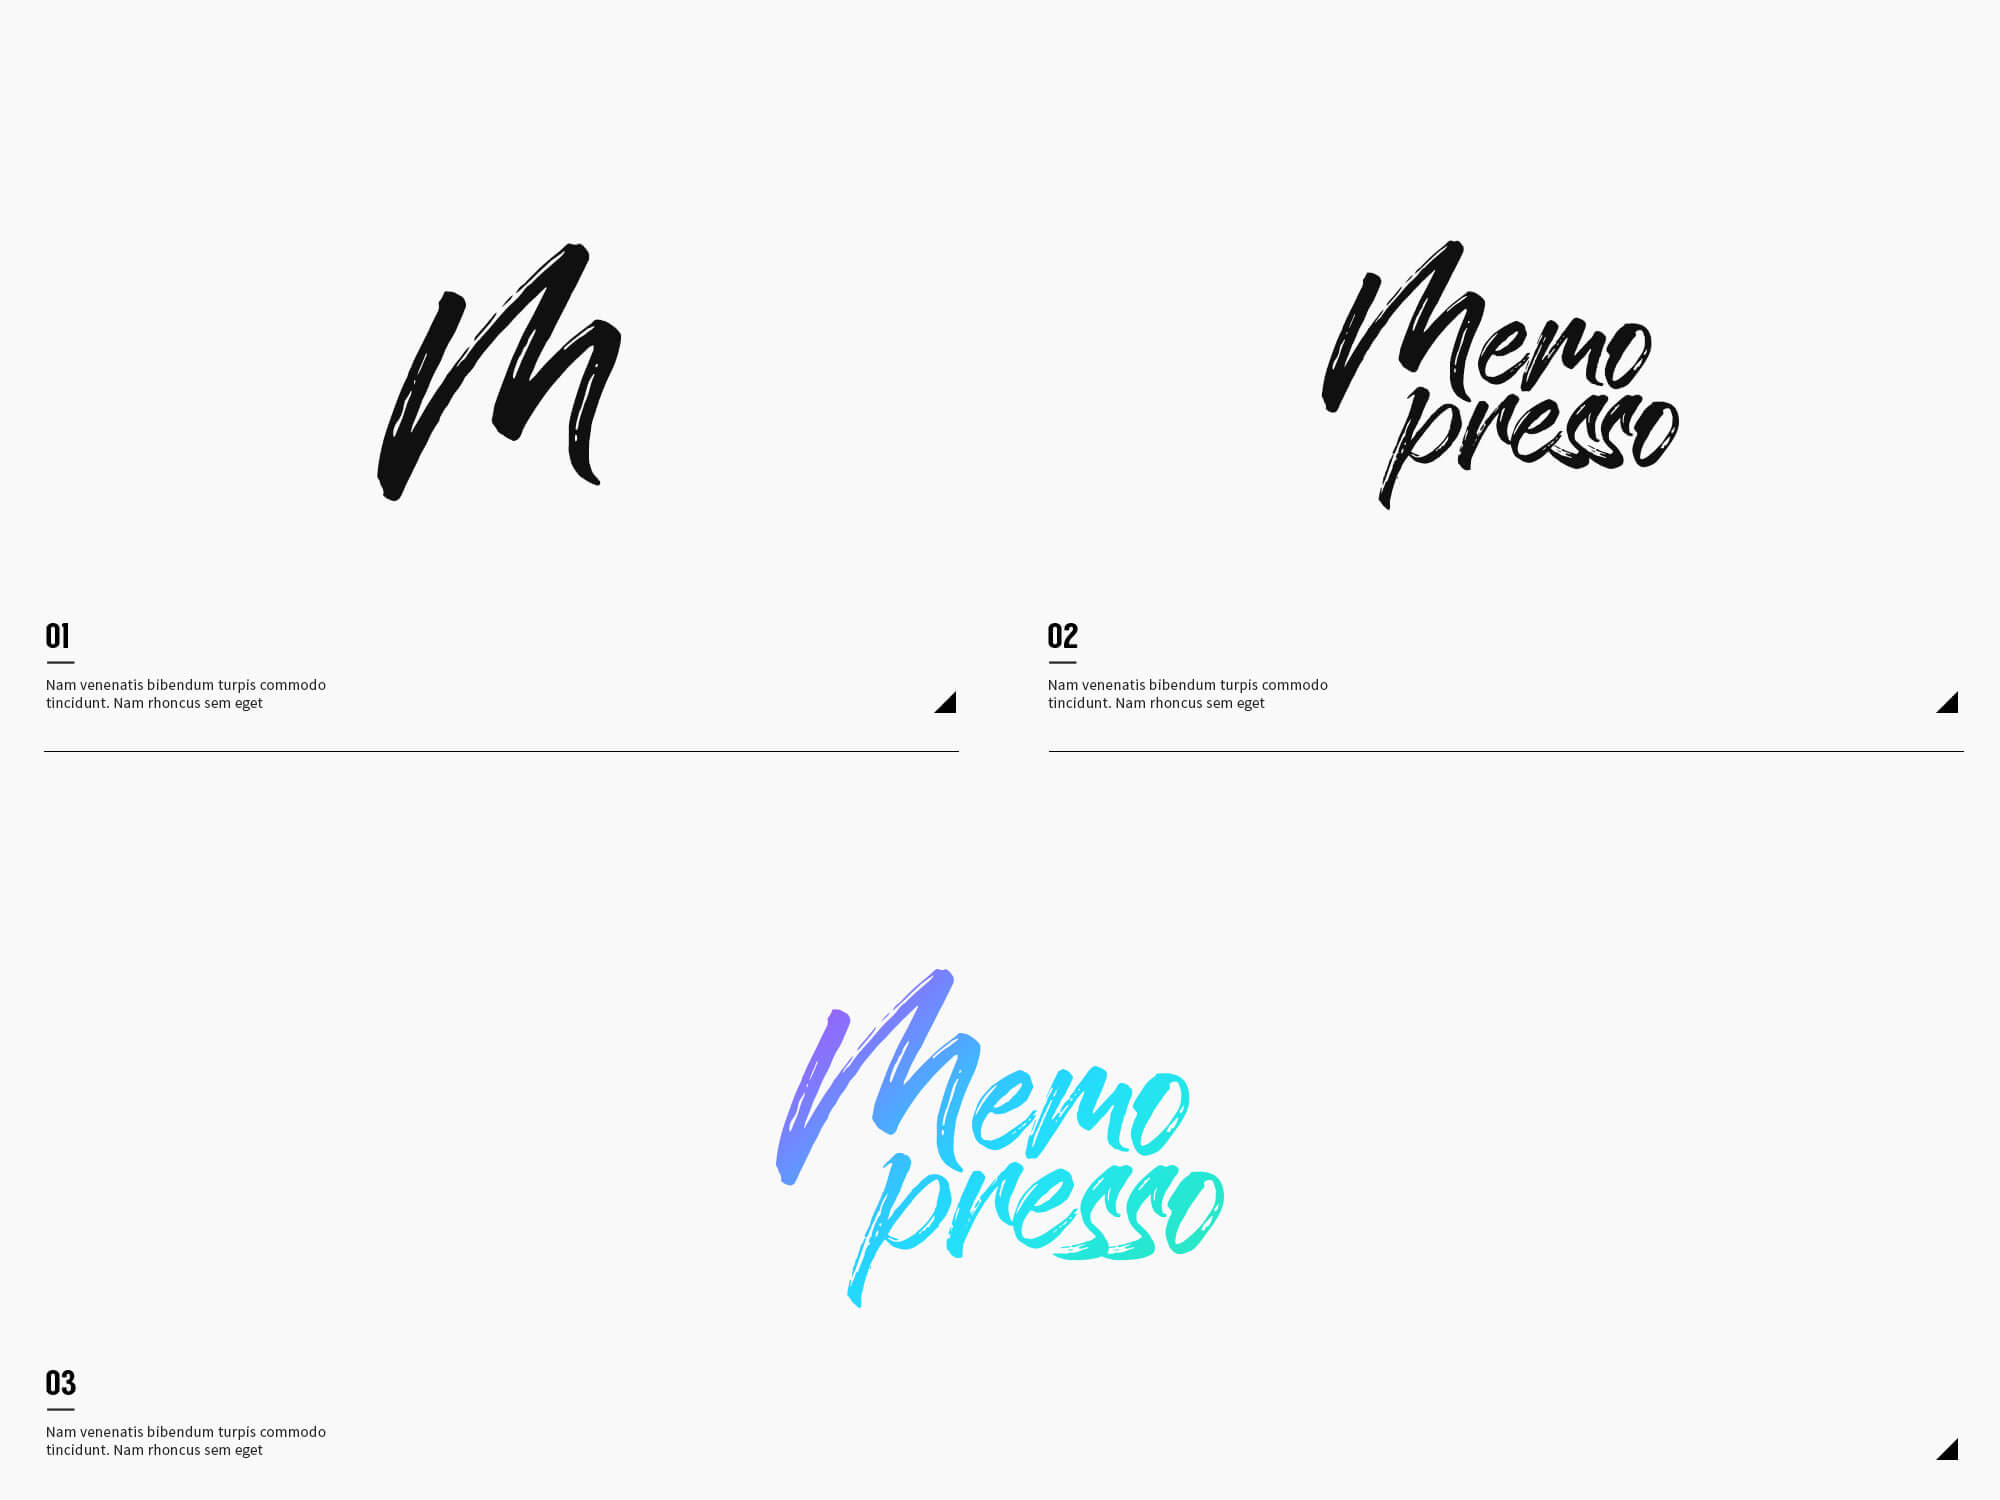 M
01
Nam venenatis bibendum turpis commodo
tincidunt. Nam rhoncus sem eget
Memo
presso
02
Nam venenatis bibendum turpis commodo
tincidunt. Nam rhoncus sem eget
Memo
presso
03
Nam venenatis bibendum turpis commodo
tincidunt. Nam rhoncus sem eget